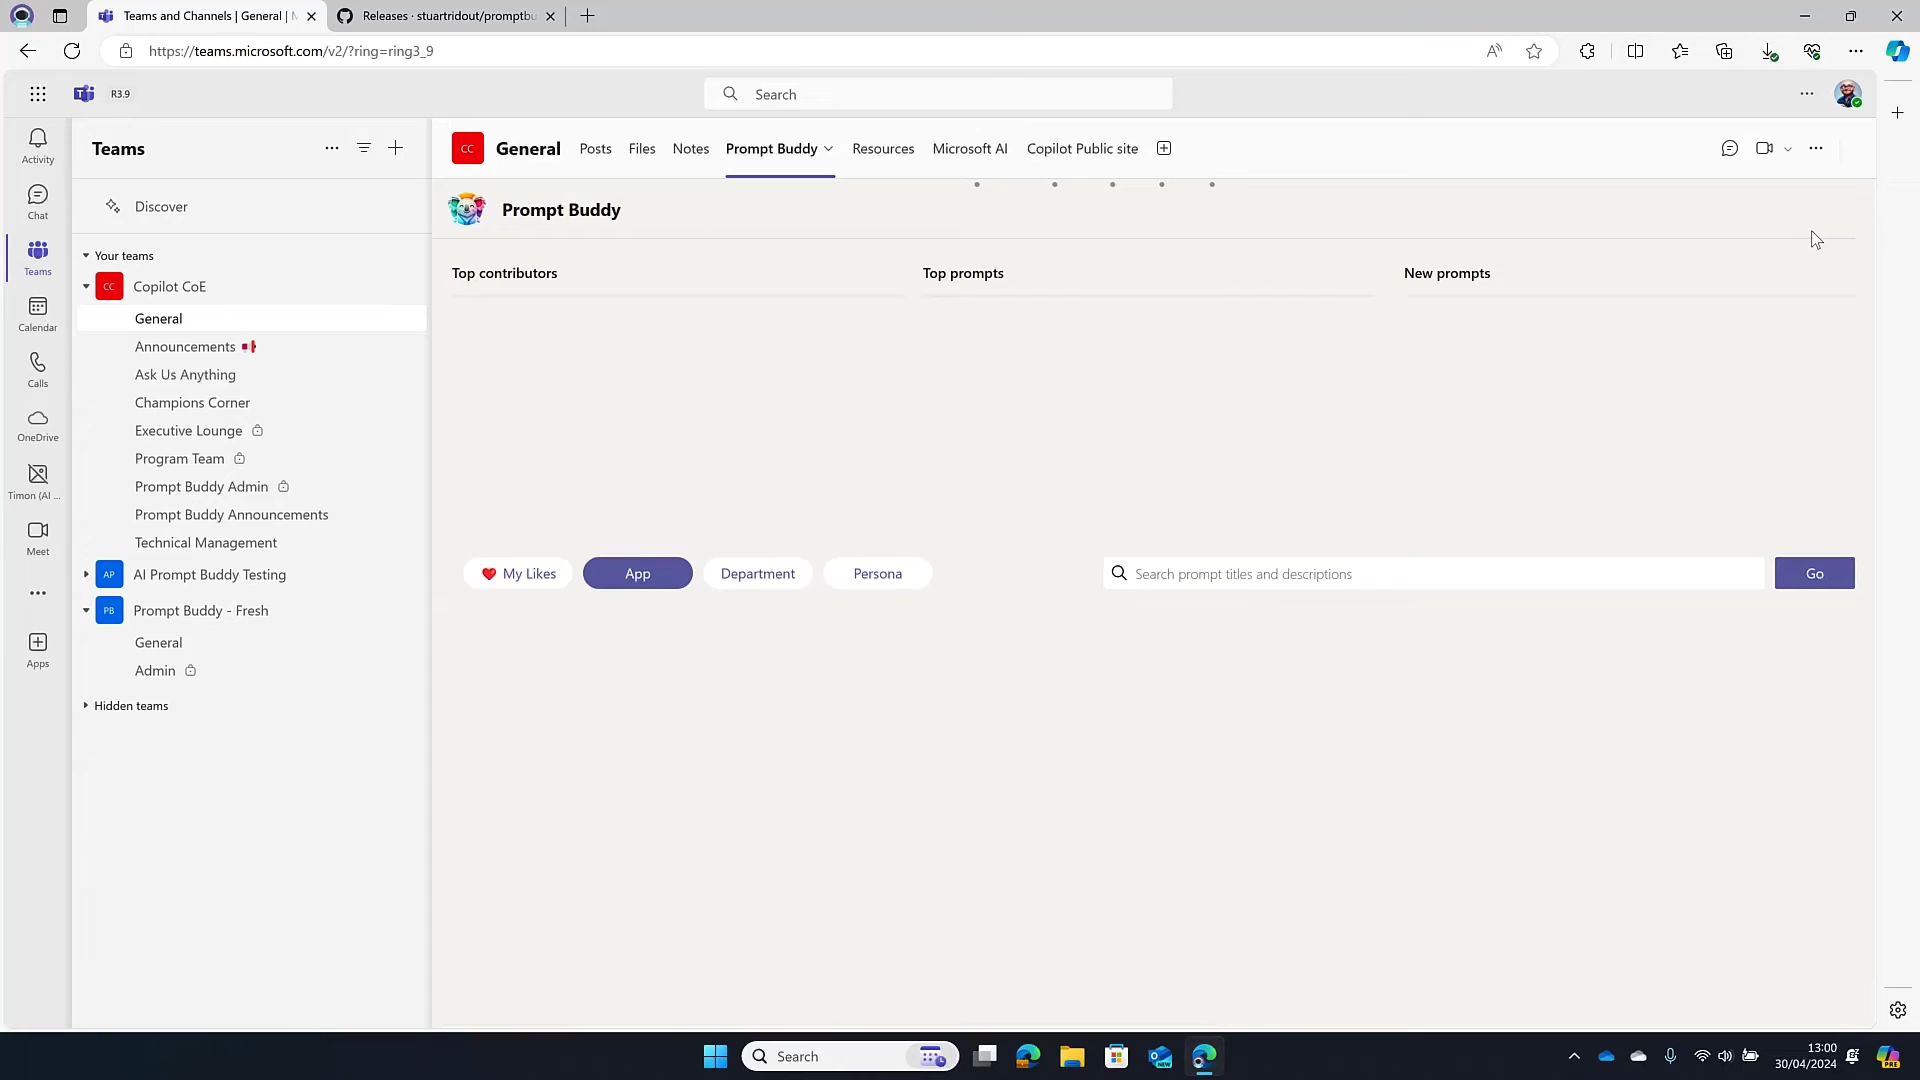 Teams and Channels | General |
Releases · stuartridout/promptbu
https://teams.microsoft.com/v2/?ring=ring3_9
R3.9
Search
Activity
Chat
Teams
Calendar
Calls
OneDrive
Timon (AI ...
Meet
Apps
Teams
Discover
Your teams
CC Copilot CoE
General
Announcements
Ask Us Anything
Champions Corner
Executive Lounge
Program Team
Prompt Buddy Admin
Prompt Buddy Announcements
Technical Management
AP AI Prompt Buddy Testing
PB Prompt Buddy - Fresh
General
Admin
Hidden teams
CC General Posts Files Notes Prompt Buddy Resources Microsoft AI Copilot Public site
Prompt Buddy
Top contributors Top prompts New prompts
My Likes App Department Persona Search prompt titles and descriptions Go
Search
NEW
13:00
30/04/2024
PRE